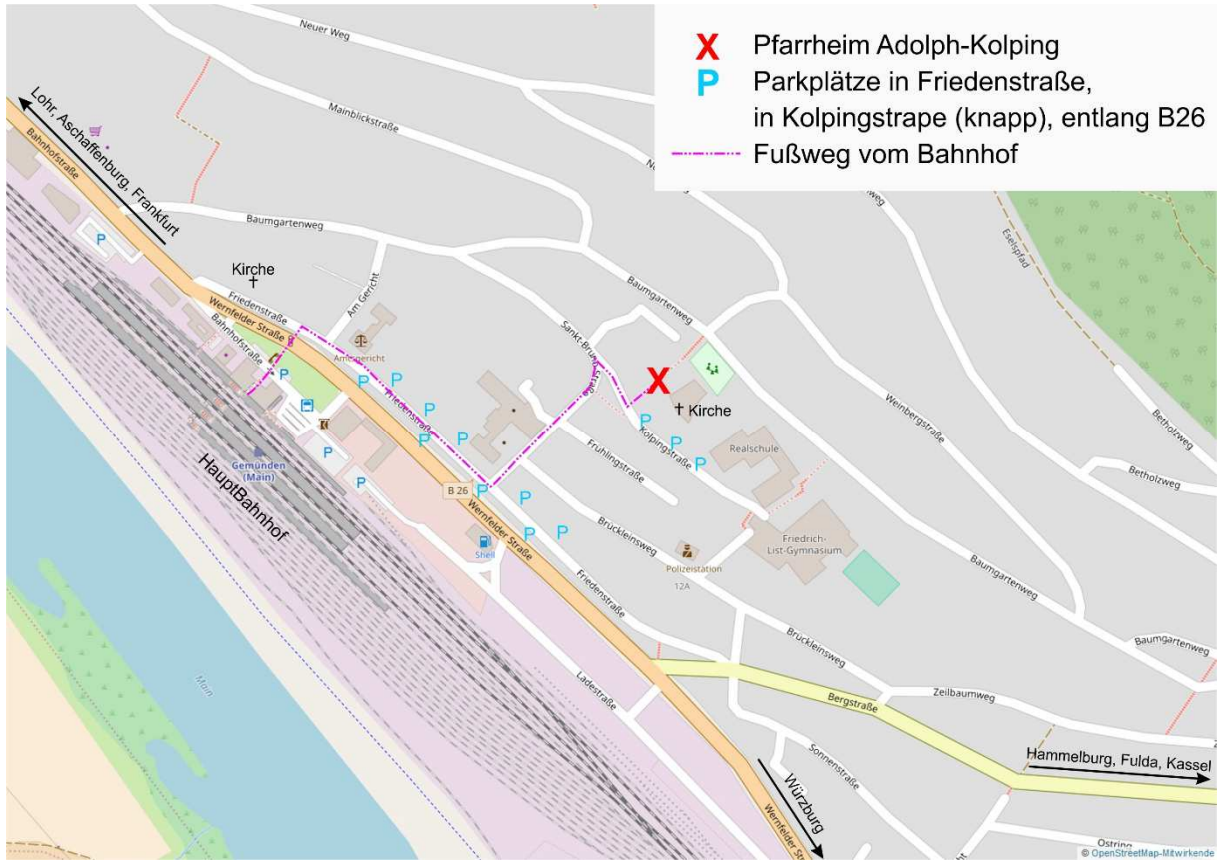 X Pfarrheim Adolph-Kolping
P Parkplätze in Friedenstraße,
in Kolpingstrape (knapp), entlang B26
Fußweg vom Bahnhof
Neuer Weg
Mainblickstraße
Lohr, Aschaffenburg, Frankfurt
Bahnhofstraße
Baumgartenweg
P
Kirche
Am Gericht
Friedenstraße
Wernfelder Straße
Bahnhofstraße
Amtsgericht
Sankt-Bruno-Straße
Baumgartenweg
Eselspfad
X
Kirche
Weinbergstraße
Betholzweg
Betholzweg
P
P
P
P
P
P
Friedenstraße
Kolpingstraße
P
P
P
Realschule
Frühlingstraße
Gemünden
(Main)
HauptBahnhof
P
P
B 26
P
P
P
P
Wernfelder Straße
Shell
Brückleinsweg
Polizeistation
12A
Friedrich-
List-Gymnasium
Friedenstraße
Baumgartenweg
Baumgartenweg
Brückleinsweg
Zeilbaumweg
Z
Ladestraße
Main
Bergstraße
Sonnenstraße
Hammelburg, Fulda, Kassel
Würzburg
Wernfelder Stra
Ostring
© OpenStreetMap-Mitwirkende